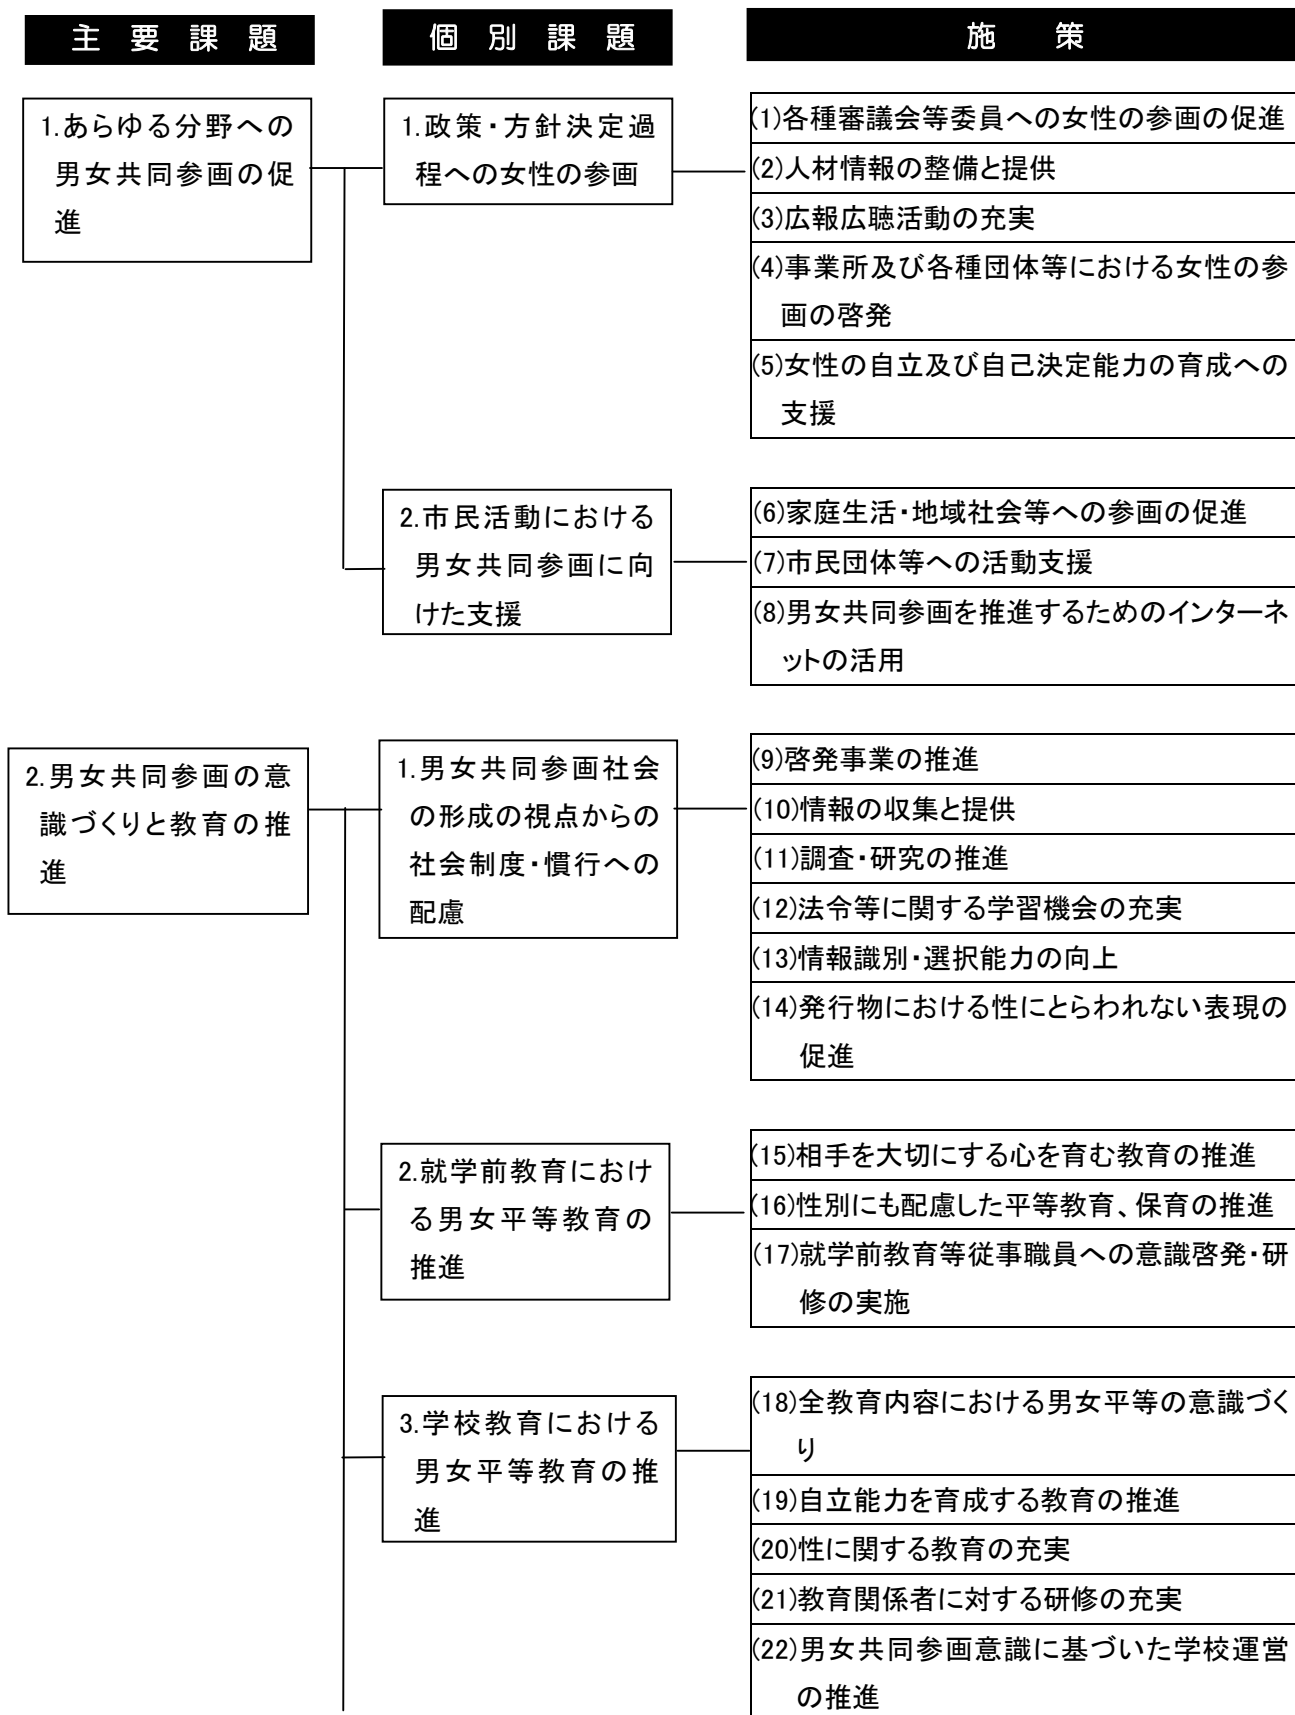 主要課題
個別課題
施策
1.あらゆる分野への
男女共同参画の促
進
1.政策・方針決定過
程への女性の参画
(1)各種審議会等委員への女性の参画の促進
(2)人材情報の整備と提供
(3)広報広聴活動の充実
(4)事業所及び各種団体等における女性の参
画の啓発
(5)女性の自立及び自己決定能力の育成への
支援
2.市民活動における
男女共同参画に向
けた支援
(6)家庭生活・地域社会等への参画の促進
(7)市民団体等への活動支援
(8)男女共同参画を推進するためのインターネ
ットの活用
2.男女共同参画の意
識づくりと教育の推
進
1.男女共同参画社会
の形成の視点からの
社会制度・慣行への
配慮
(9)啓発事業の推進
(10)情報の収集と提供
(11)調査・研究の推進
(12)法令等に関する学習機会の充実
(13)情報識別・選択能力の向上
(14)発行物における性にとらわれない表現の
促進
2.就学前教育におけ
る男女平等教育の
推進
(15)相手を大切にする心を育む教育の推進
(16)性別にも配慮した平等教育、保育の推進
(17)就学前教育等従事職員への意識啓発・研
修の実施
3.学校教育における
男女平等教育の推
進
(18)全教育内容における男女平等の意識づく
り
(19)自立能力を育成する教育の推進
(20)性に関する教育の充実
(21)教育関係者に対する研修の充実
(22)男女共同参画意識に基づいた学校運営
の推進